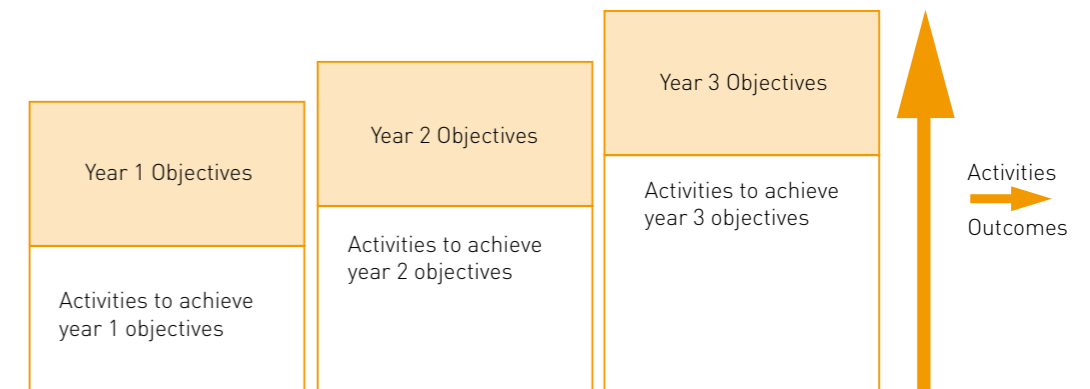 Year 1 Objectives
Activities to achieve
year 1 objectives
Year 2 Objectives
Activities to achieve
year 2 objectives
Year 3 Objectives
Activities to achieve
year 3 objectives
Activities
Outcomes